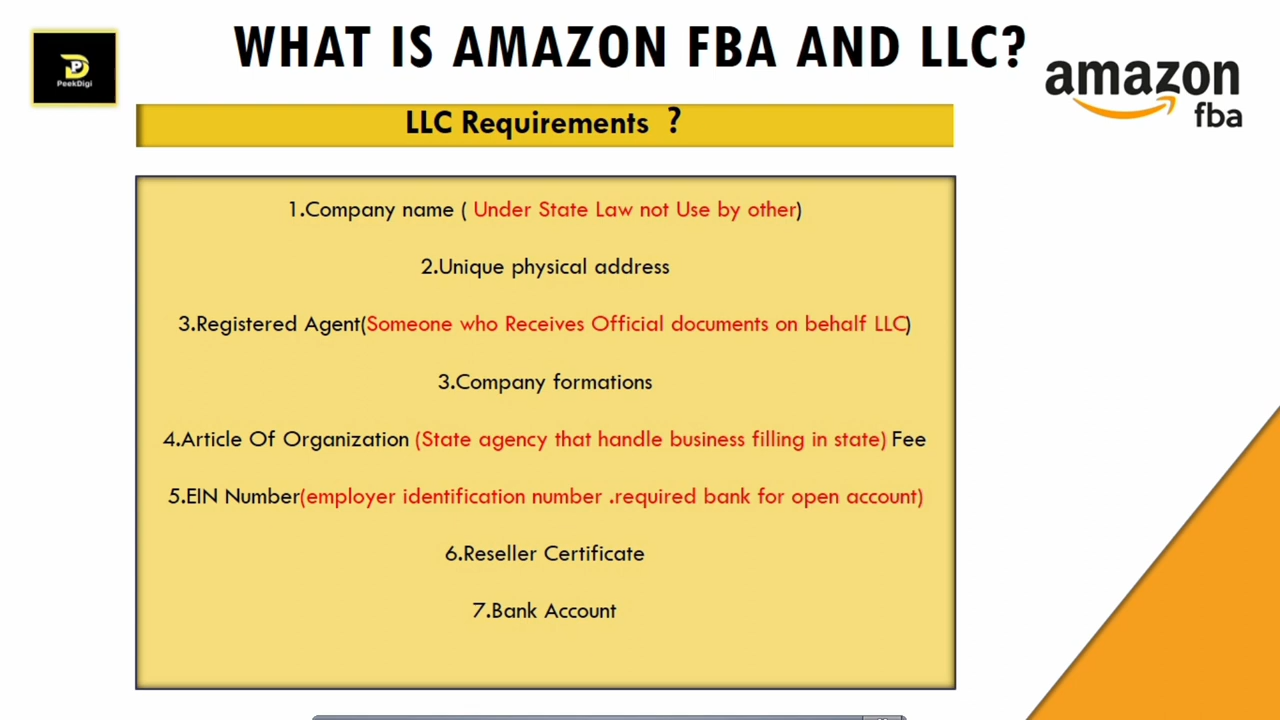 WHAT IS AMAZON FBA AND LLC?
PeekDigi
amazon
fba
LLC Requirements ?
1.Company name ( Under State Law not Use by other)
2.Unique physical address
3.Registered Agent(Someone who Receives Official documents on behalf LLC)
3.Company formations
4.Article Of Organization (State agency that handle business filling in state) Fee
5.EIN Number(employer identification number .required bank for open account)
6.Reseller Certificate
7.Bank Account